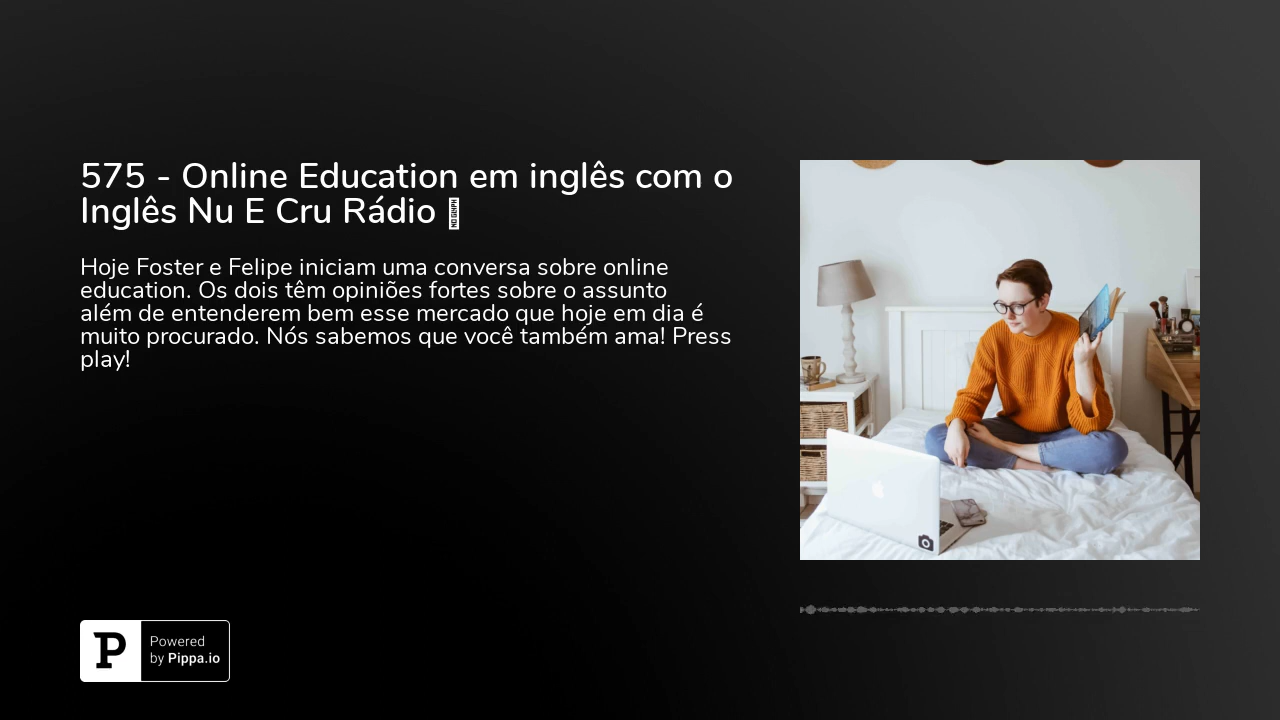 575 - Online Education em inglês com o
Inglês Nu E Cru Rádio
Hoje Foster e Felipe iniciam uma conversa sobre online
education. Os dois têm opiniões fortes sobre o assunto
além de entenderem bem esse mercado que hoje em dia é
muito procurado. Nós sabemos que você também ama! Press
play!
P
Powered
by Pippa.io